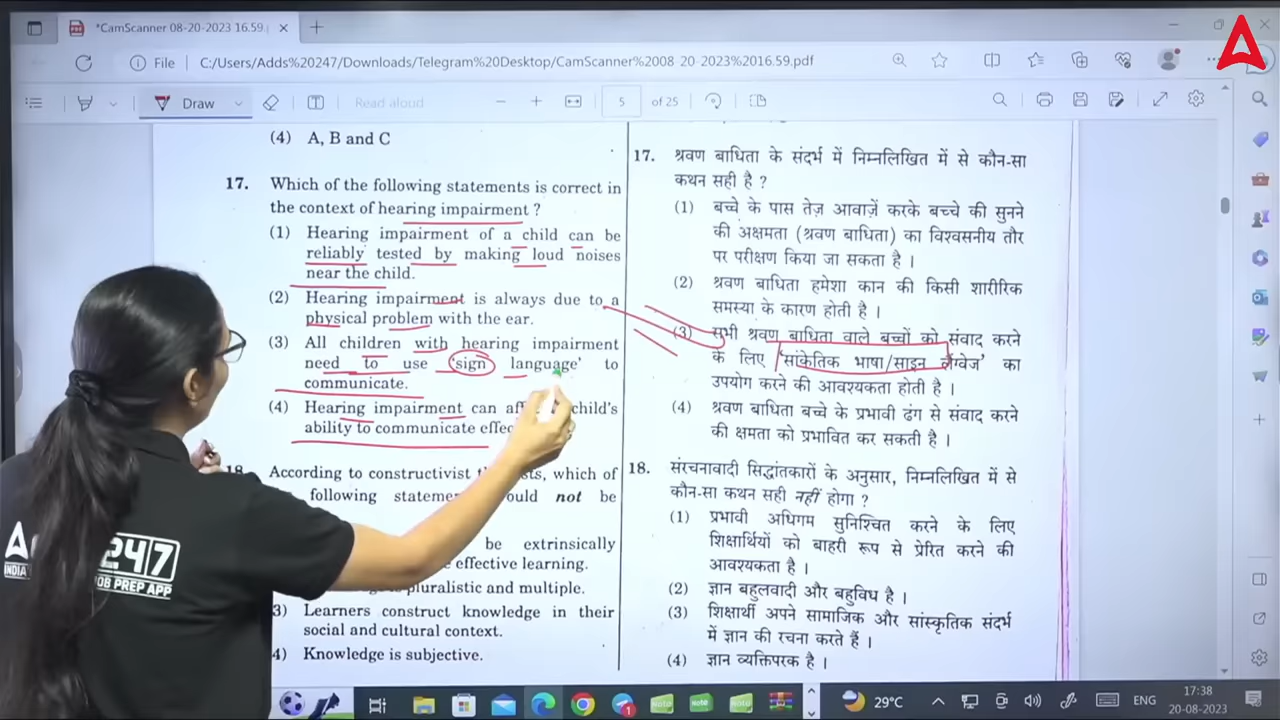 *CamScanner 08-20-2023 16.59.
File
C:/Users/Adds%20247/Downloads/Telegram%20Desktop/CamScanner%2008 20 2023%2016.59.pdf
Draw
Read aloud
5
of 25
(4) A, B and C
17. Which of the following statements is correct in
the context of hearing impairment ?
(1) Hearing impairment of a child can be
reliably tested by making loud noises
near the child.
(2) Hearing impairment is always due to a
physical problem with the ear.
(3) All children with hearing impairment
need to use 'sign language' to
communicate.
(4) Hearing impairment can child's
ability to communicate
18. According to constructivist which of
following not be
be extrinsically
effective learning.
pluralistic and multiple.
3) Learners construct knowledge in their
social and cultural context.
4) Knowledge is subjective.
17. श्रवण बाधिता के संदर्भ में निम्नलिखित में से कौन-सा
कथन सही है ?
(1) बच्चे के पास तेज़ आवाज़ें करके बच्चे की सुनने
की अक्षमता (श्रवण बाधिता) का विश्वसनीय तौर
पर परीक्षण किया जा सकता है ।
(2) श्रवण बाधिता हमेशा कान की किसी शारीरिक
समस्या के कारण होती है ।
(3) सभी श्रवण बाधिता वाले बच्चों को संवाद करने
के लिए 'सांकेतिक भाषा/साइन लैंग्वेज' का
उपयोग करने की आवश्यकता होती है ।
(4) श्रवण बाधिता बच्चे के प्रभावी ढंग से संवाद करने
की क्षमता को प्रभावित कर सकती है ।
18. संरचनावादी सिद्धांतकारों के अनुसार, निम्नलिखित में से
कौन-सा कथन सही नहीं होगा ?
(1) प्रभावी अधिगम सुनिश्चित करने के लिए
शिक्षार्थियों को बाहरी रूप से प्रेरित करने की
आवश्यकता है ।
(2) ज्ञान बहुलवादी और बहुविध है ।
(3) शिक्षार्थी अपने सामाजिक और सांस्कृतिक संदर्भ
में ज्ञान की रचना करते हैं ।
(4) ज्ञान व्यक्तिपरक है ।
247
JOB PREP APP
29°C
ENG
17:38
20-08-2023